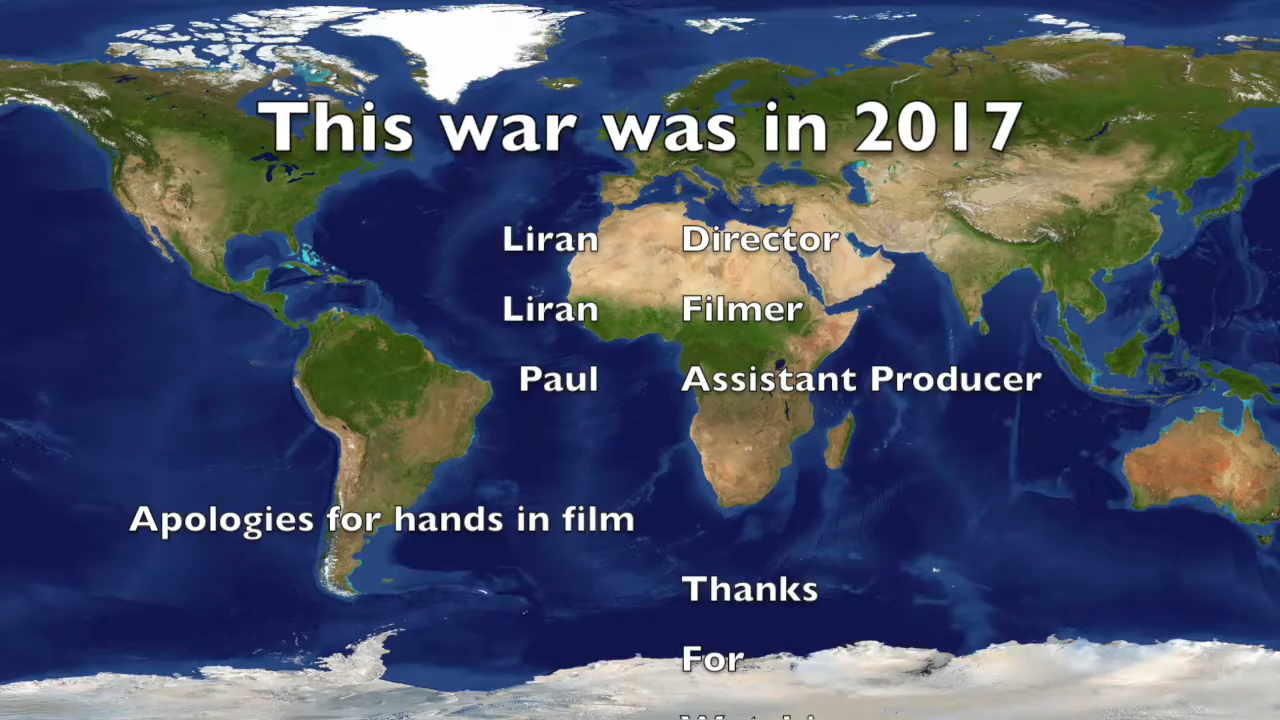 This war was in 2017
Liran Director
Liran Filmer
Paul Assistant Producer
Apologies for hands in film
Thanks
For